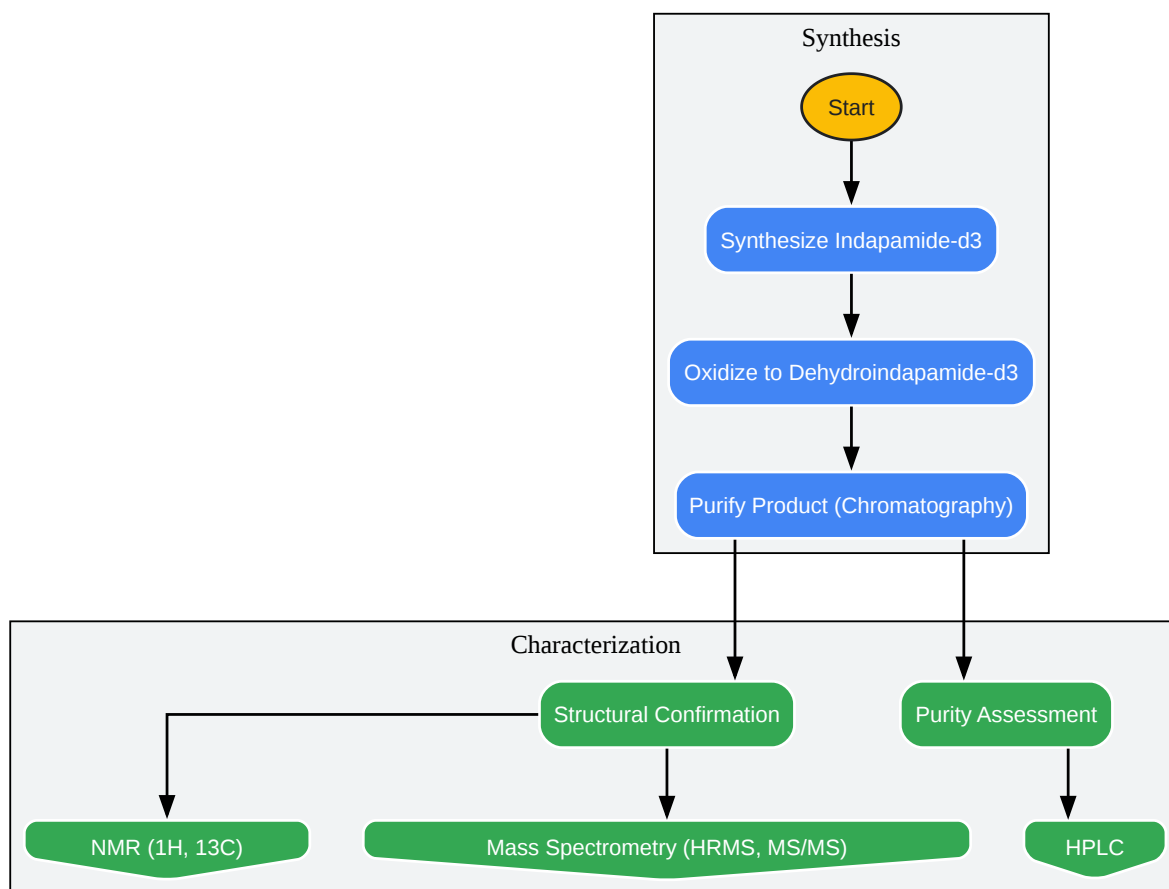 Synthesis
Start
Synthesize Indapamide-d3
Oxidize to Dehydroindapamide-d3
Purify Product (Chromatography)
Characterization
Structural Confirmation
Purity Assessment
NMR (1H, 13C)
Mass Spectrometry (HRMS, MS/MS)
HPLC